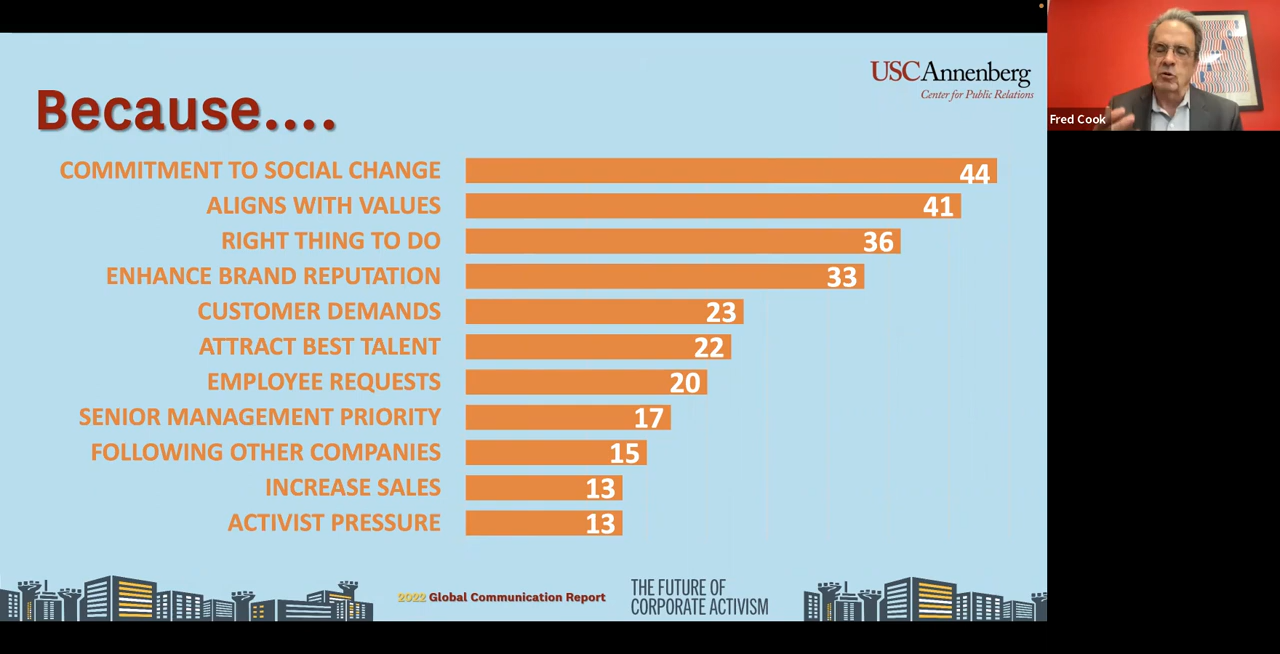 USCAnnenberg
Center for Public Relations
Because....
COMMITMENT TO SOCIAL CHANGE 44
ALIGNS WITH VALUES 41
RIGHT THING TO DO 36
ENHANCE BRAND REPUTATION 33
CUSTOMER DEMANDS 23
ATTRACT BEST TALENT 22
EMPLOYEE REQUESTS 20
SENIOR MANAGEMENT PRIORITY 17
FOLLOWING OTHER COMPANIES 15
INCREASE SALES 13
ACTIVIST PRESSURE 13
2022 Global Communication Report
THE FUTURE OF
CORPORATE ACTIVISM
Fred Cook